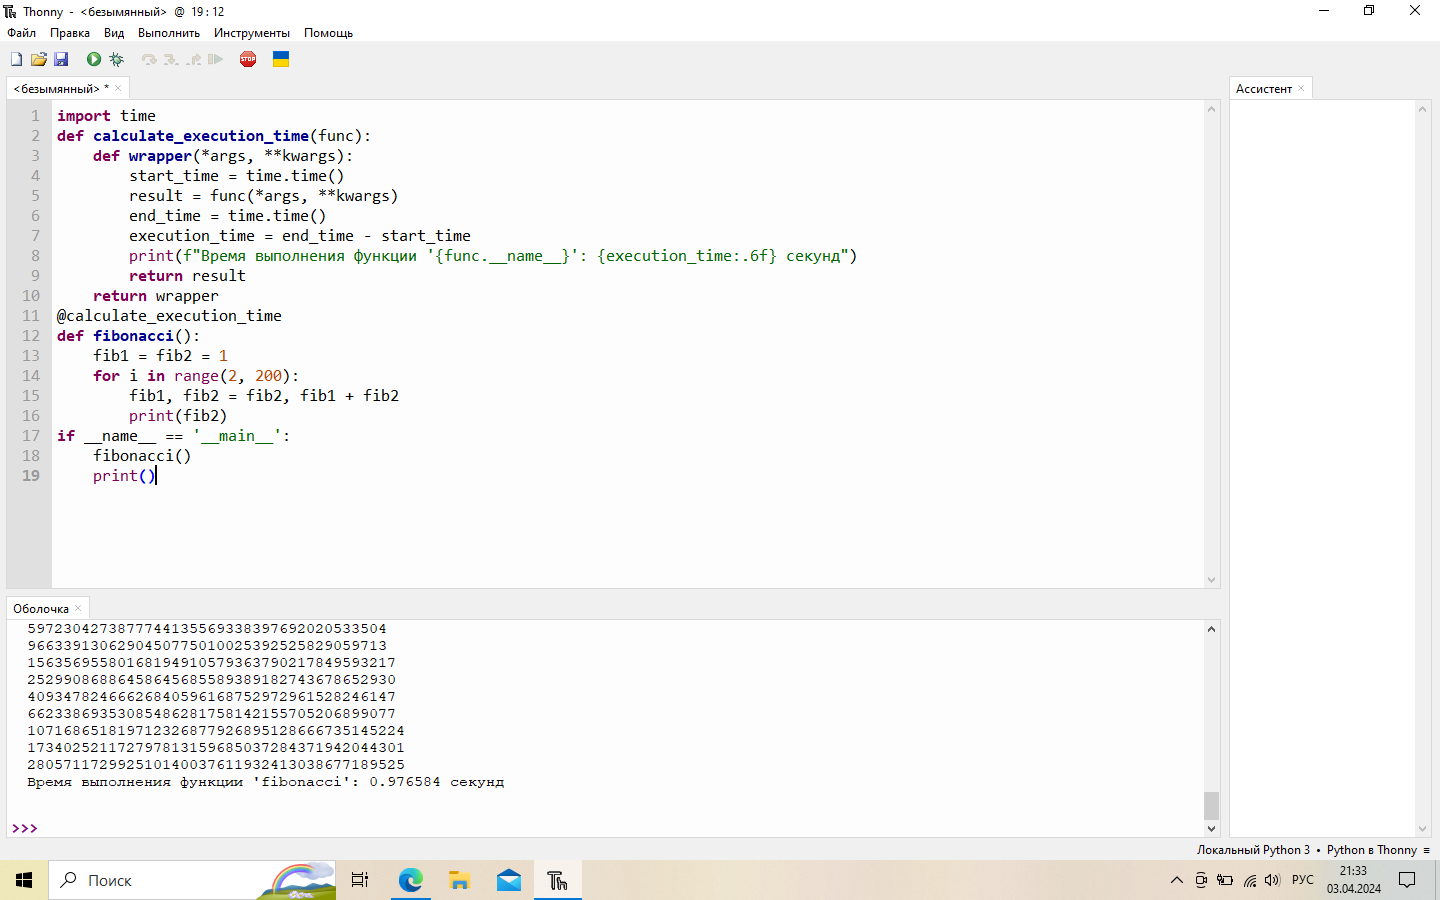 Thonny - <безымянный> @ 19:12
Файл Правка Вид Выполнить Инструменты Помощь
STOP
<безымянный> *
Ассистент
1 import time
2 def calculate_execution_time(func):
3     def wrapper(*args, **kwargs):
4         start_time = time.time()
5         result = func(*args, **kwargs)
6         end_time = time.time()
7         execution_time = end_time - start_time
8         print(f"Время выполнения функции '{func.__name__}': {execution_time:.6f} секунд")
9         return result
10     return wrapper
11 @calculate_execution_time
12 def fibonacci():
13     fib1 = fib2 = 1
14     for i in range(2, 200):
15         fib1, fib2 = fib2, fib1 + fib2
16         print(fib2)
17 if __name__ == '__main__':
18     fibonacci()
19     print()
Оболочка
5972304273877744135569338397692020533504
9663391306290450775010025392525829059713
15635695580168194910579363790217849593217
25299086886458645685589389182743678652930
40934782466626840596168752972961528246147
66233869353085486281758142155705206899077
107168651819712326877926895128666735145224
173402521172797813159685037284371942044301
280571172992510140037611932413038677189525
Время выполнения функции 'fibonacci': 0.976584 секунд
>>>
Локальный Python 3 • Python в Thonny ≡
Поиск
Th
РУС
21:33
03.04.2024